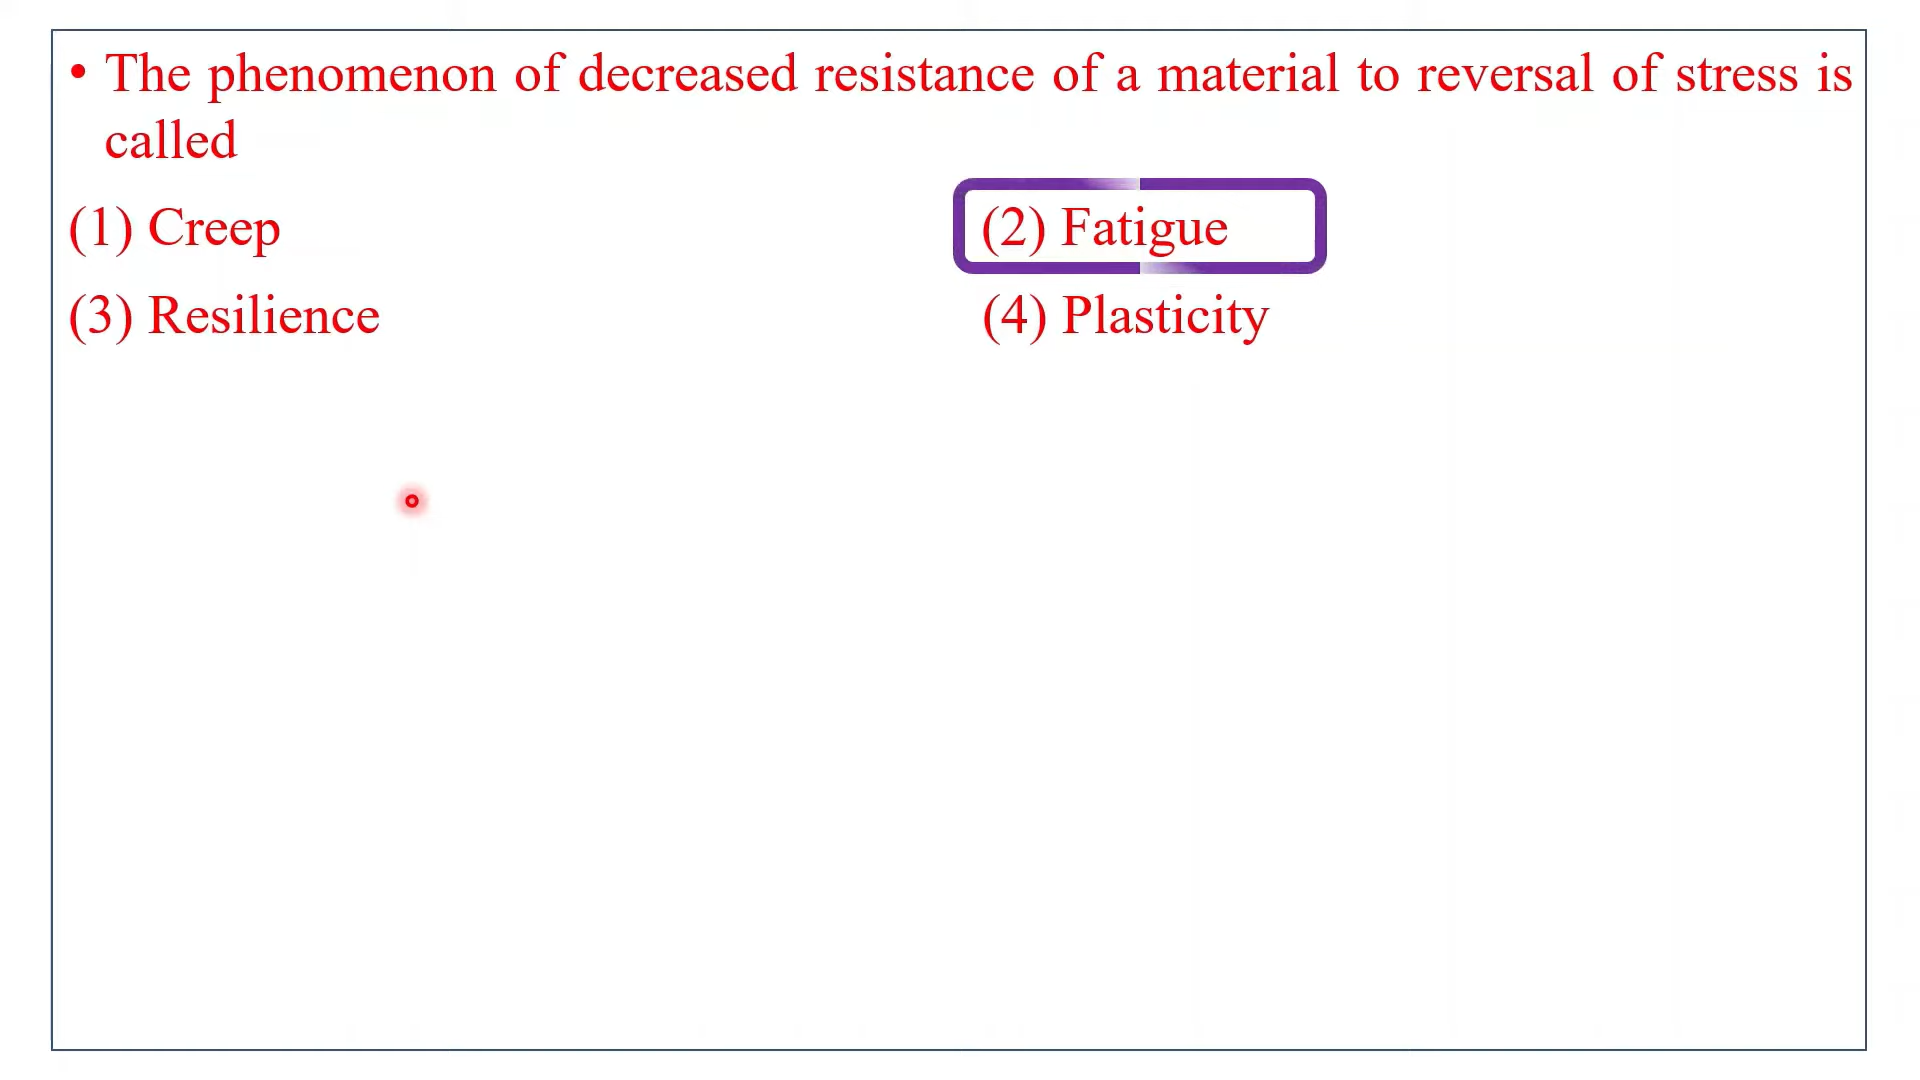 • The phenomenon of decreased resistance of a material to reversal of stress is
called
(1) Creep (2) Fatigue
(3) Resilience (4) Plasticity